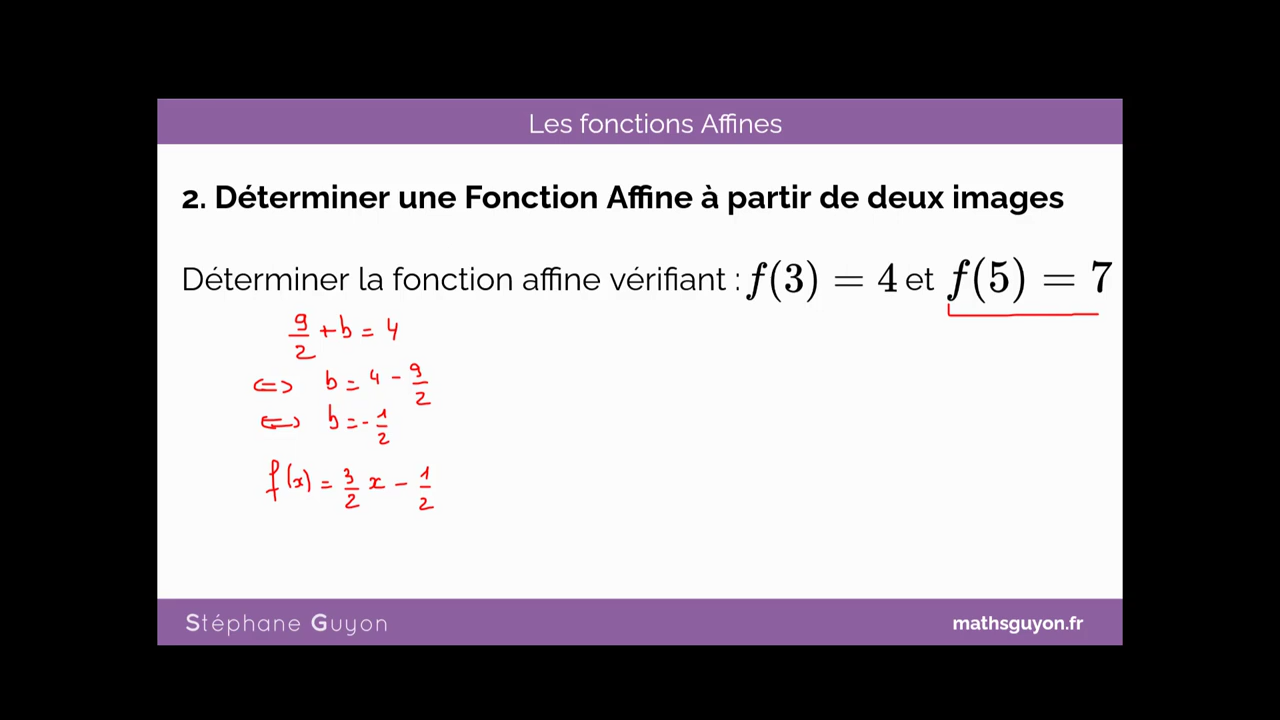 Les fonctions Affines
2. Déterminer une Fonction Affine à partir de deux images
Déterminer la fonction affine vérifiant : f(3) = 4 et f(5) = 7
9/2 + b = 4
⇔ b = 4 - 9/2
⇔ b = - 1/2
f(x) = 3/2 x - 1/2
Stéphane Guyon
mathsguyon.fr